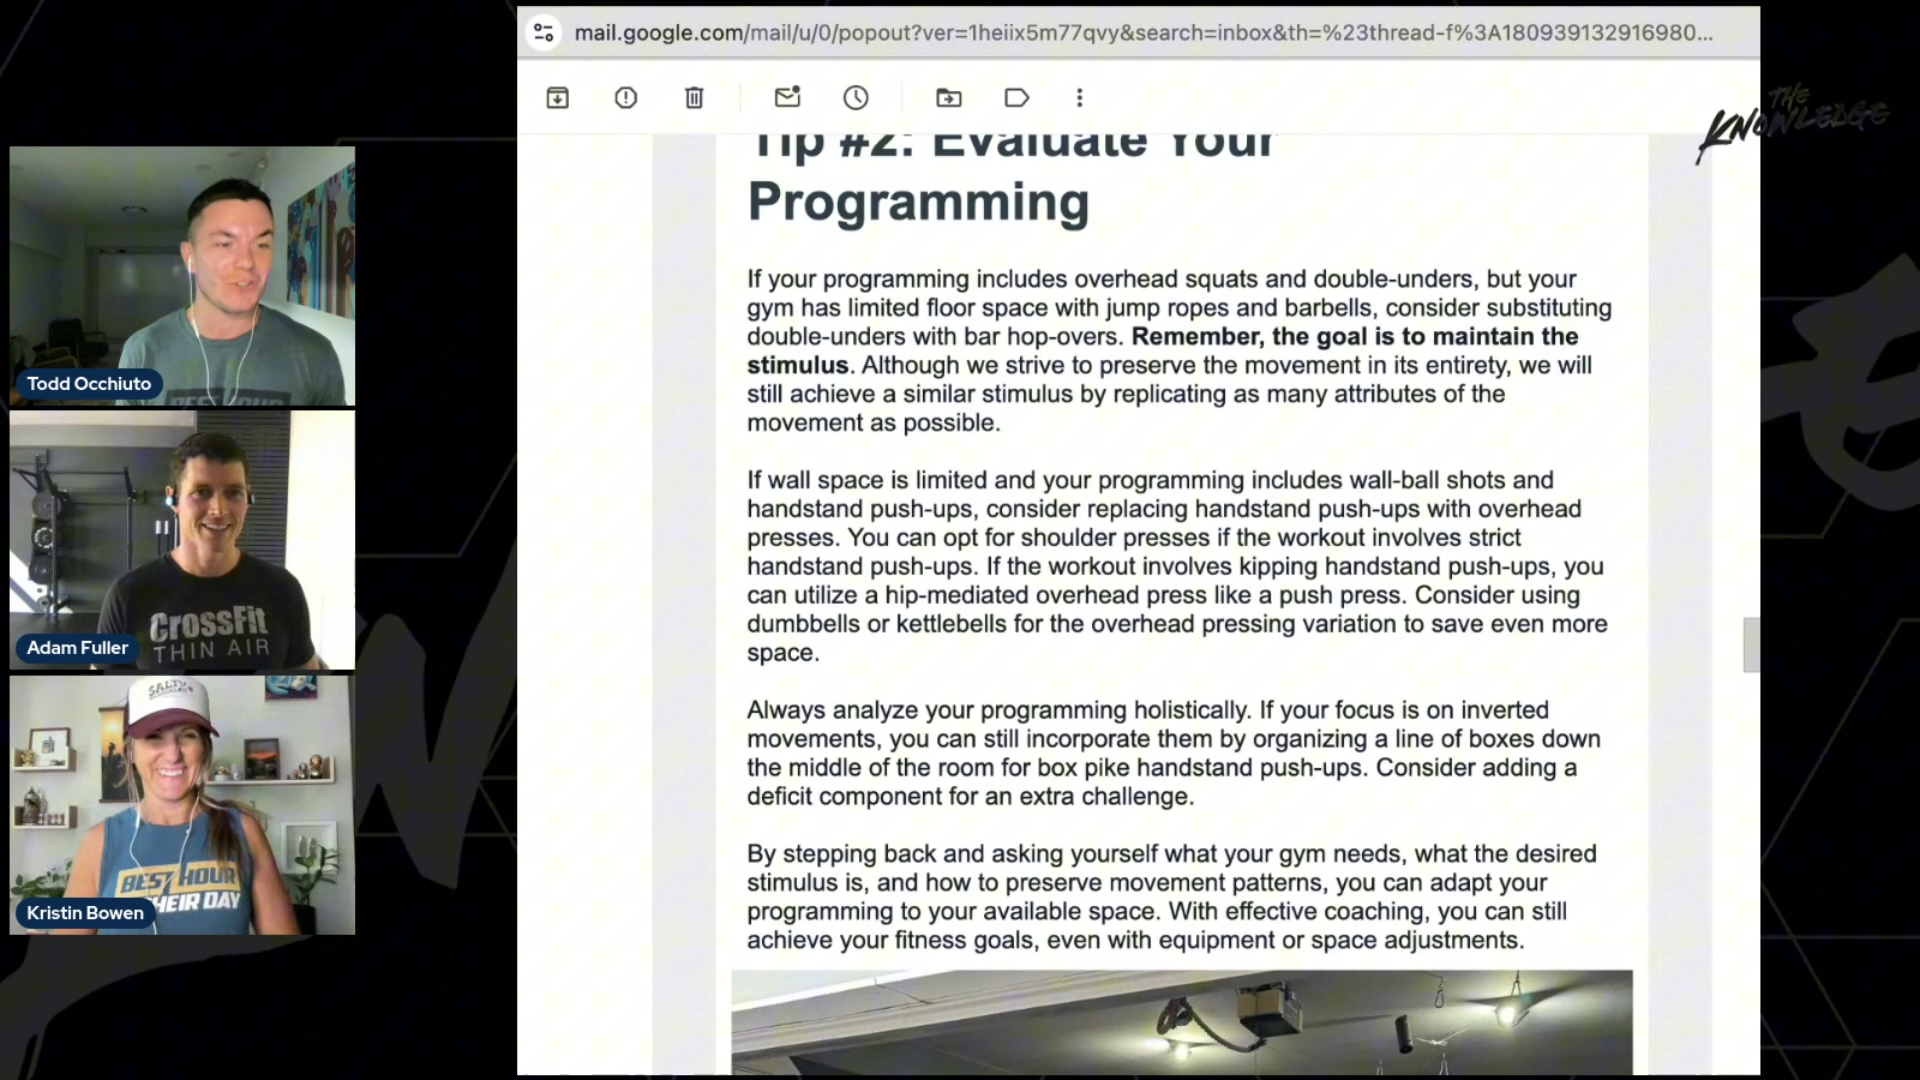 mail.google.com/mail/u/0/popout?ver=1heiix5m77qvy&search=inbox&th=%23thread-f%3A180939132916980...
THE
KNOWLEDGE
Tip #2: Evaluate Your
Programming
If your programming includes overhead squats and double-unders, but your
gym has limited floor space with jump ropes and barbells, consider substituting
double-unders with bar hop-overs. Remember, the goal is to maintain the
stimulus. Although we strive to preserve the movement in its entirety, we will
still achieve a similar stimulus by replicating as many attributes of the
movement as possible.
If wall space is limited and your programming includes wall-ball shots and
handstand push-ups, consider replacing handstand push-ups with overhead
presses. You can opt for shoulder presses if the workout involves strict
handstand push-ups. If the workout involves kipping handstand push-ups, you
can utilize a hip-mediated overhead press like a push press. Consider using
dumbbells or kettlebells for the overhead pressing variation to save even more
space.
Always analyze your programming holistically. If your focus is on inverted
movements, you can still incorporate them by organizing a line of boxes down
the middle of the room for box pike handstand push-ups. Consider adding a
deficit component for an extra challenge.
By stepping back and asking yourself what your gym needs, what the desired
stimulus is, and how to preserve movement patterns, you can adapt your
programming to your available space. With effective coaching, you can still
achieve your fitness goals, even with equipment or space adjustments.
Todd Occhiuto
BEST HOUR
CrossFit
THIN AIR
Adam Fuller
SALTY
BEST HOUR
THEIR DAY
Kristin Bowen